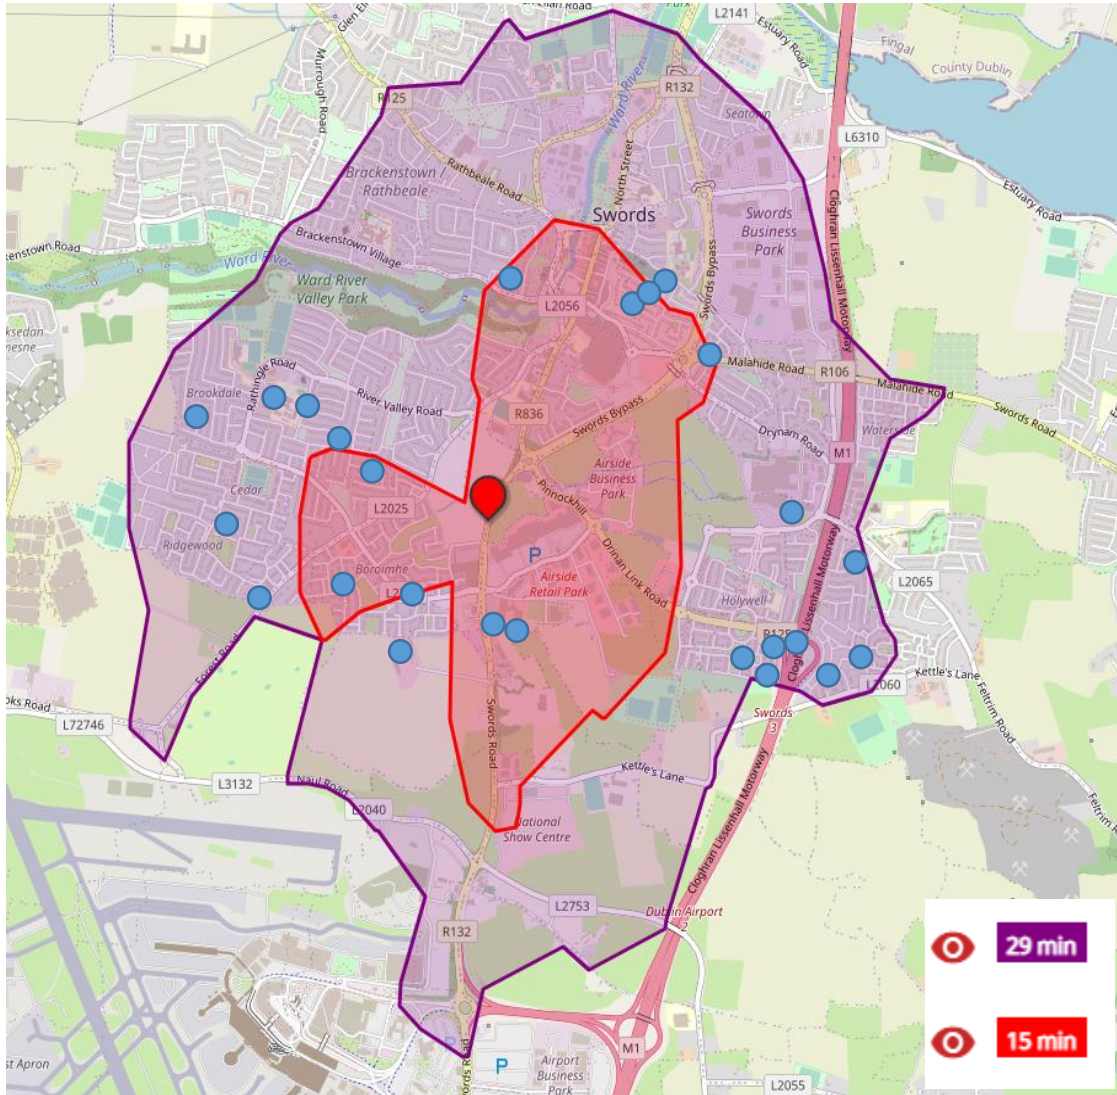 L2141
Glen El
Estuary Road
Fingal
County Dublin
Murrough Road
R125
R132
Ward River
Seatown
L6310
Rathbeale Road
North Street
Brackenstown /
Rathbeale
Estuary Road
Cloghran Lissenhall Motorway
Swords
Swords
Business
Park
Brackenstown Village
Swords Bypass
Ward River
Ward River
Valley Park
L2056
Malahide Road
R106
Malahide Road
Swords Road
Rathingle Road
Brookdale
River Valley Road
R836
Swords Bypass
Drynam Road
Waterside
M1
Airside
Business
Park
Cedar
Pinnockhill
L2025
Ridgewood
P
Drinan Link Road
Boroimhe
Airside
Retail Park
L2065
Holywell
Cloghran Lissenhall Motorway
Forest Road
Kettle's Lane
L2060
Feltrim Road
L72746
Swords
3
Swords Road
L3132
Naul Road
Kettle's Lane
L2040
National
Show Centre
Cloghran Lissenhall Motorway
L2753
Dublin Airport
2
R132
29 min
15 min
M1
P
P
Airport
Business
Park
L2055